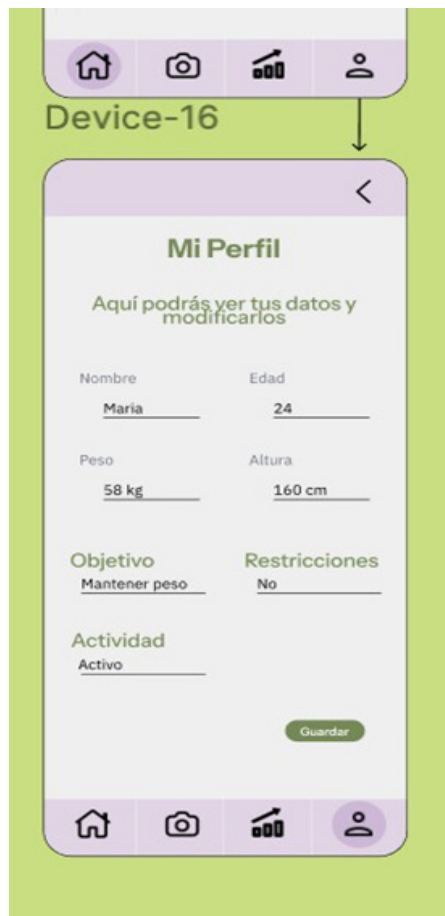 Device-16
Mi Perfil
Aquí podrás ver tus datos y
modificarlos
Nombre Edad
Maria 24
Peso Altura
58 kg 160 cm
Objetivo Restricciones
Mantener peso No
Actividad
Activo
Guardar